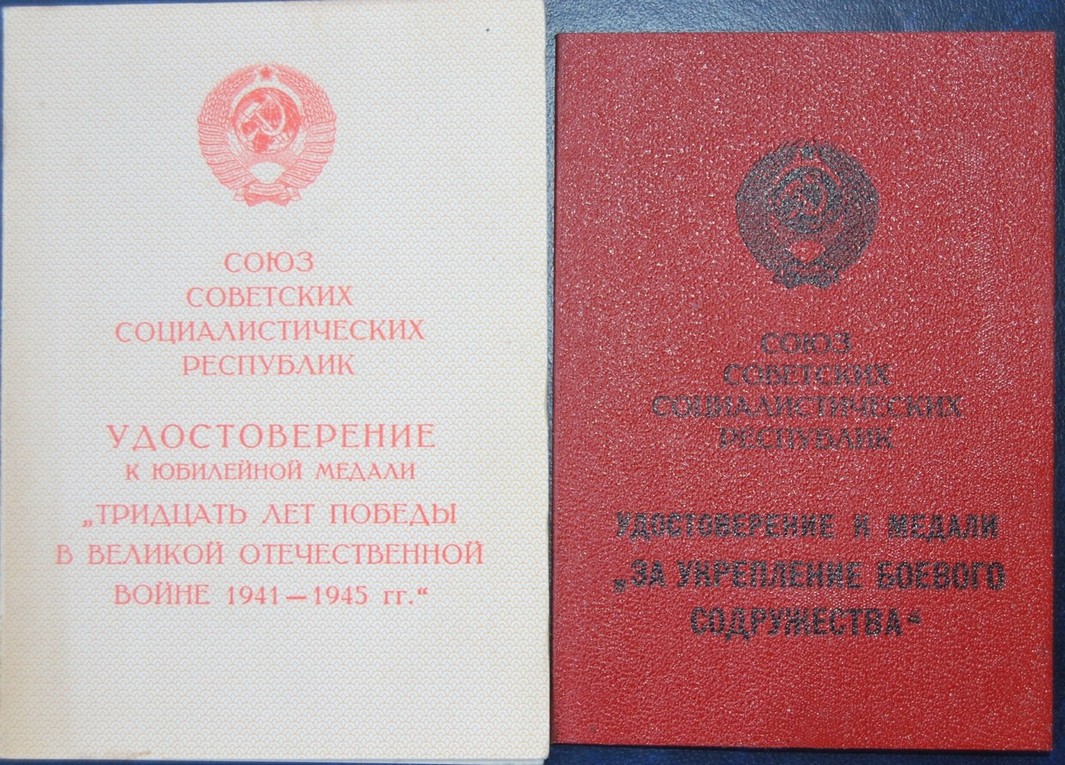 СОЮЗ
СОВЕТСКИХ
СОЦИАЛИСТИЧЕСКИХ
РЕСПУБЛИК
УДОСТОВЕРЕНИЕ
К ЮБИЛЕЙНОЙ МЕДАЛИ
„ТРИДЦАТЬ ЛЕТ ПОБЕДЫ
В ВЕЛИКОЙ ОТЕЧЕСТВЕННОЙ
ВОЙНЕ 1941—1945 гг.“
СОЮЗ
СОВЕТСКИХ
СОЦИАЛИСТИЧЕСКИХ
РЕСПУБЛИК
УДОСТОВЕРЕНИЕ К МЕДАЛИ
„ЗА УКРЕПЛЕНИЕ БОЕВОГО
СОДРУЖЕСТВА“